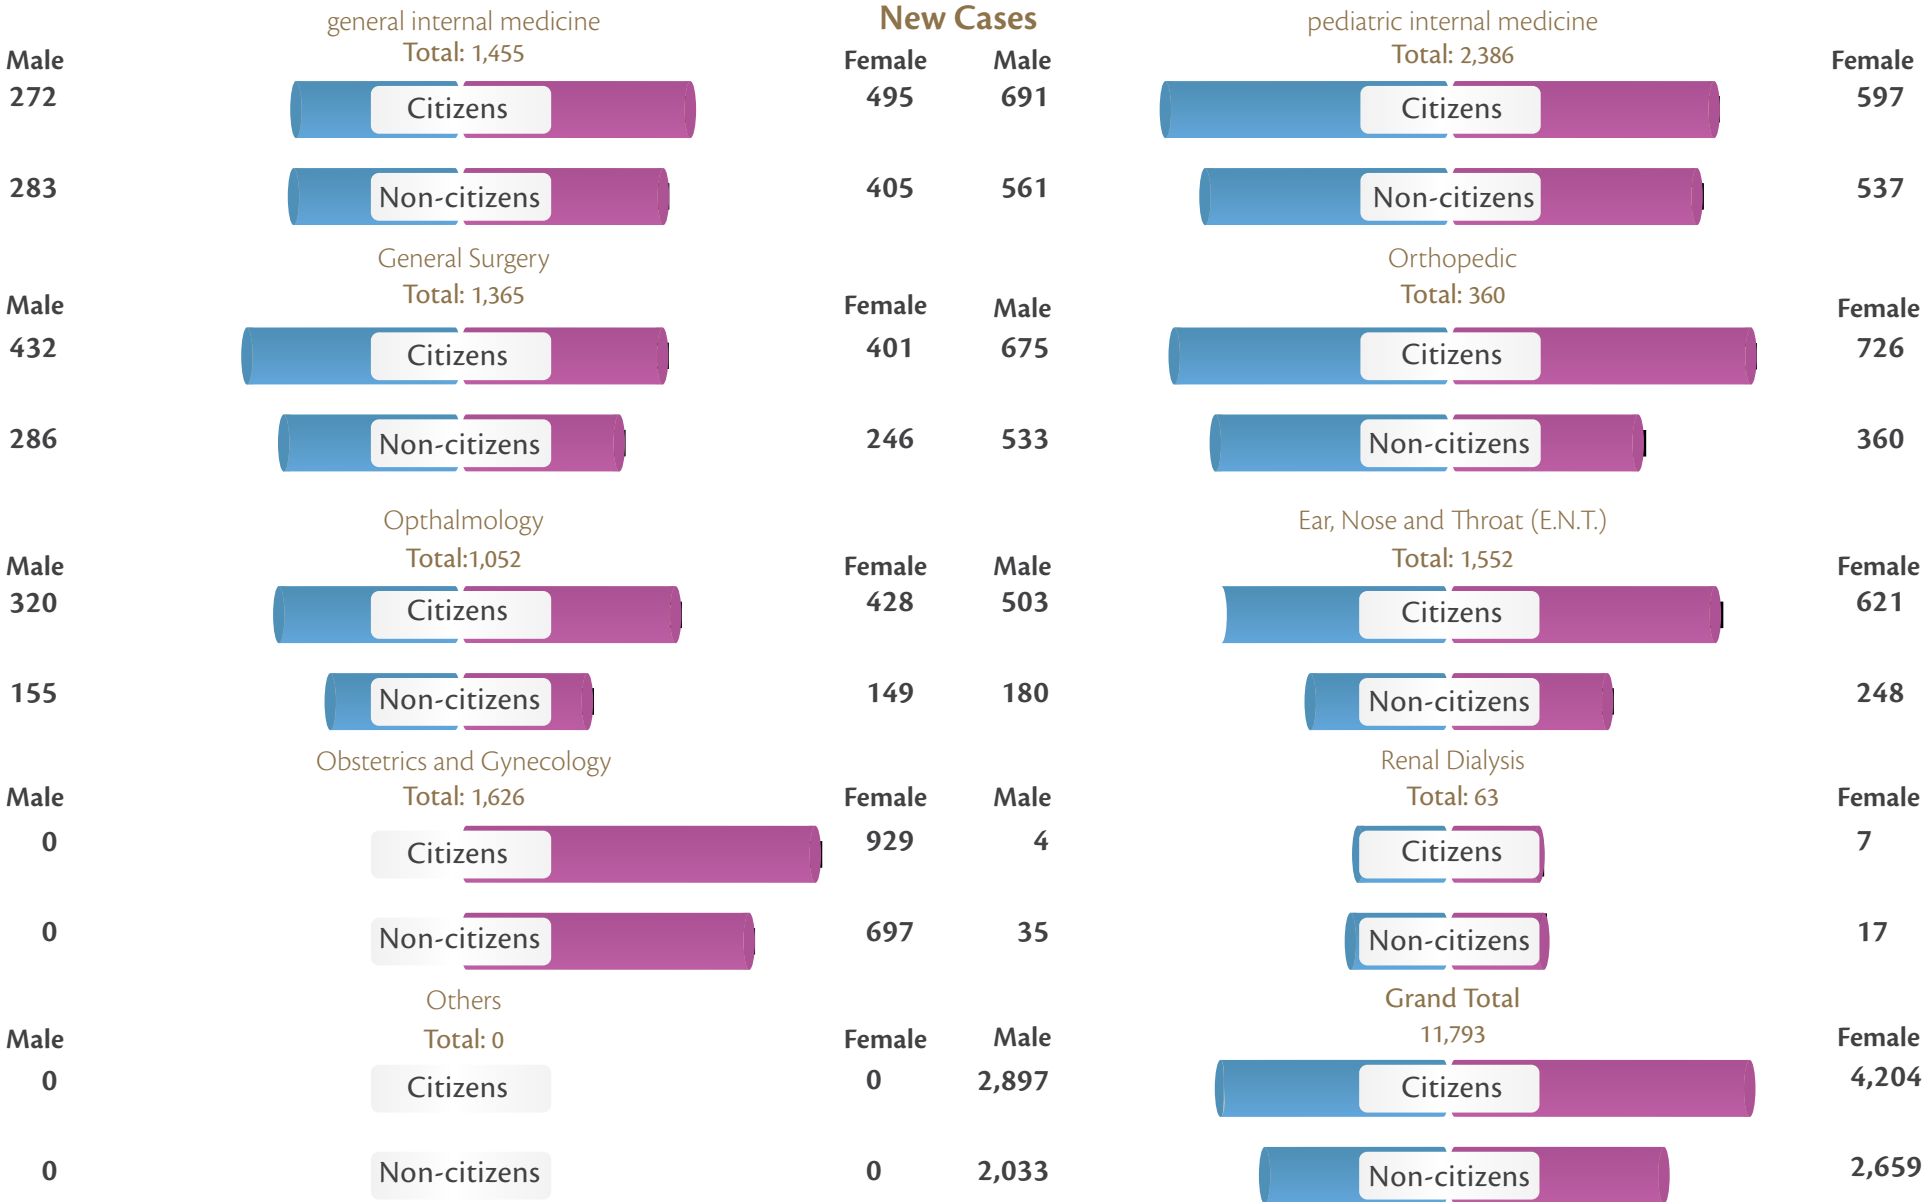 New Cases
general internal medicine
Total: 1,455
Male Female
272 Citizens 495
283 Non-citizens 405
pediatric internal medicine
Total: 2,386
Male Female
691 Citizens 597
561 Non-citizens 537
General Surgery
Total: 1,365
Male Female
432 Citizens 401
286 Non-citizens 246
Orthopedic
Total: 360
Male Female
675 Citizens 726
533 Non-citizens 360
Opthalmology
Total:1,052
Male Female
320 Citizens 428
155 Non-citizens 149
Ear, Nose and Throat (E.N.T.)
Total: 1,552
Male Female
503 Citizens 621
180 Non-citizens 248
Obstetrics and Gynecology
Total: 1,626
Male Female
0 Citizens 929
0 Non-citizens 697
Renal Dialysis
Total: 63
Male Female
4 Citizens 7
35 Non-citizens 17
Others
Total: 0
Male Female
0 Citizens 0
0 Non-citizens 0
Grand Total
11,793
Male Female
2,897 Citizens 4,204
2,033 Non-citizens 2,659